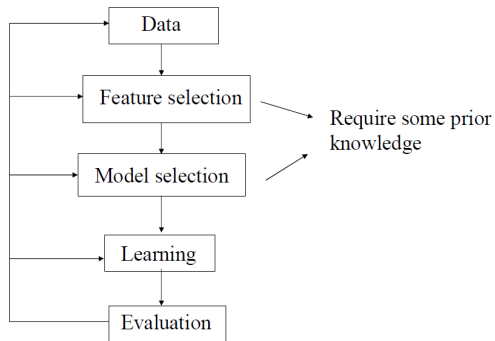 Data
Feature selection
Require some prior
knowledge
Model selection
Learning
Evaluation